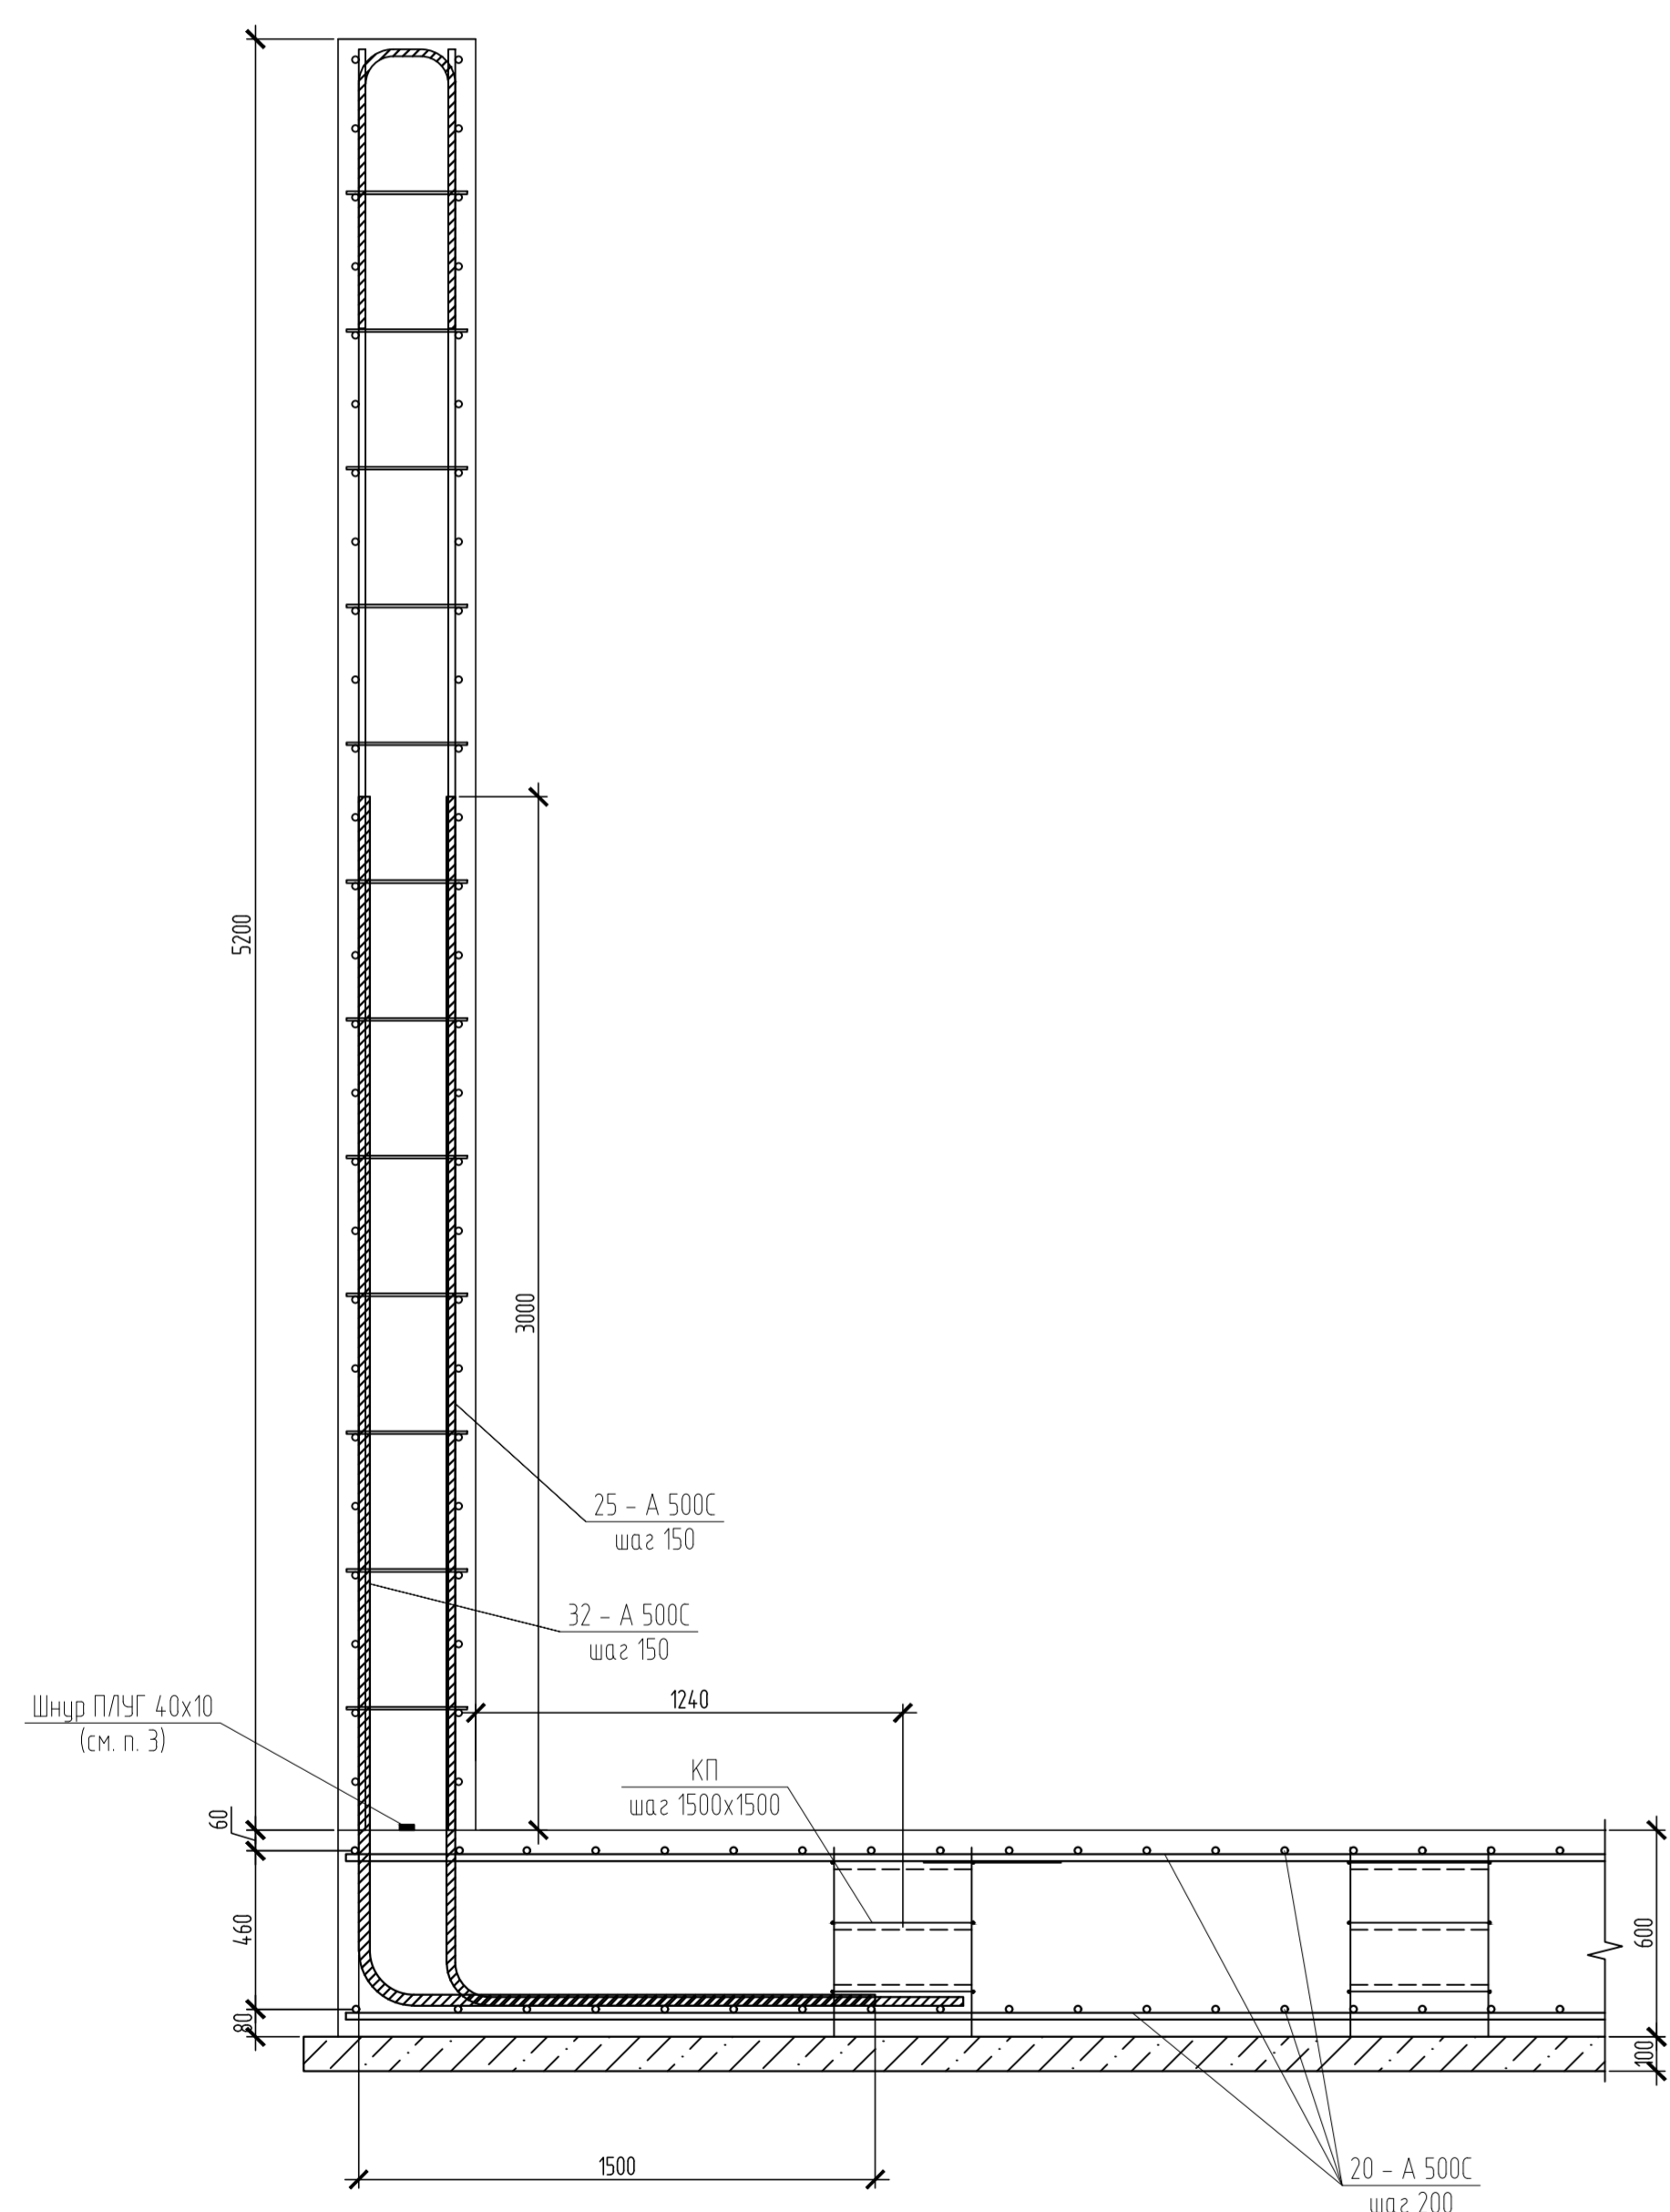 5200
3000
25 - А 500С
шаг 150
32 - А 500С
шаг 150
1240
Шнур ПЛУГ 40х10
(см. п. 3)
КП
шаг 1500х1500
60
460
80
600
100
1500
20 - А 500С
шаг 200